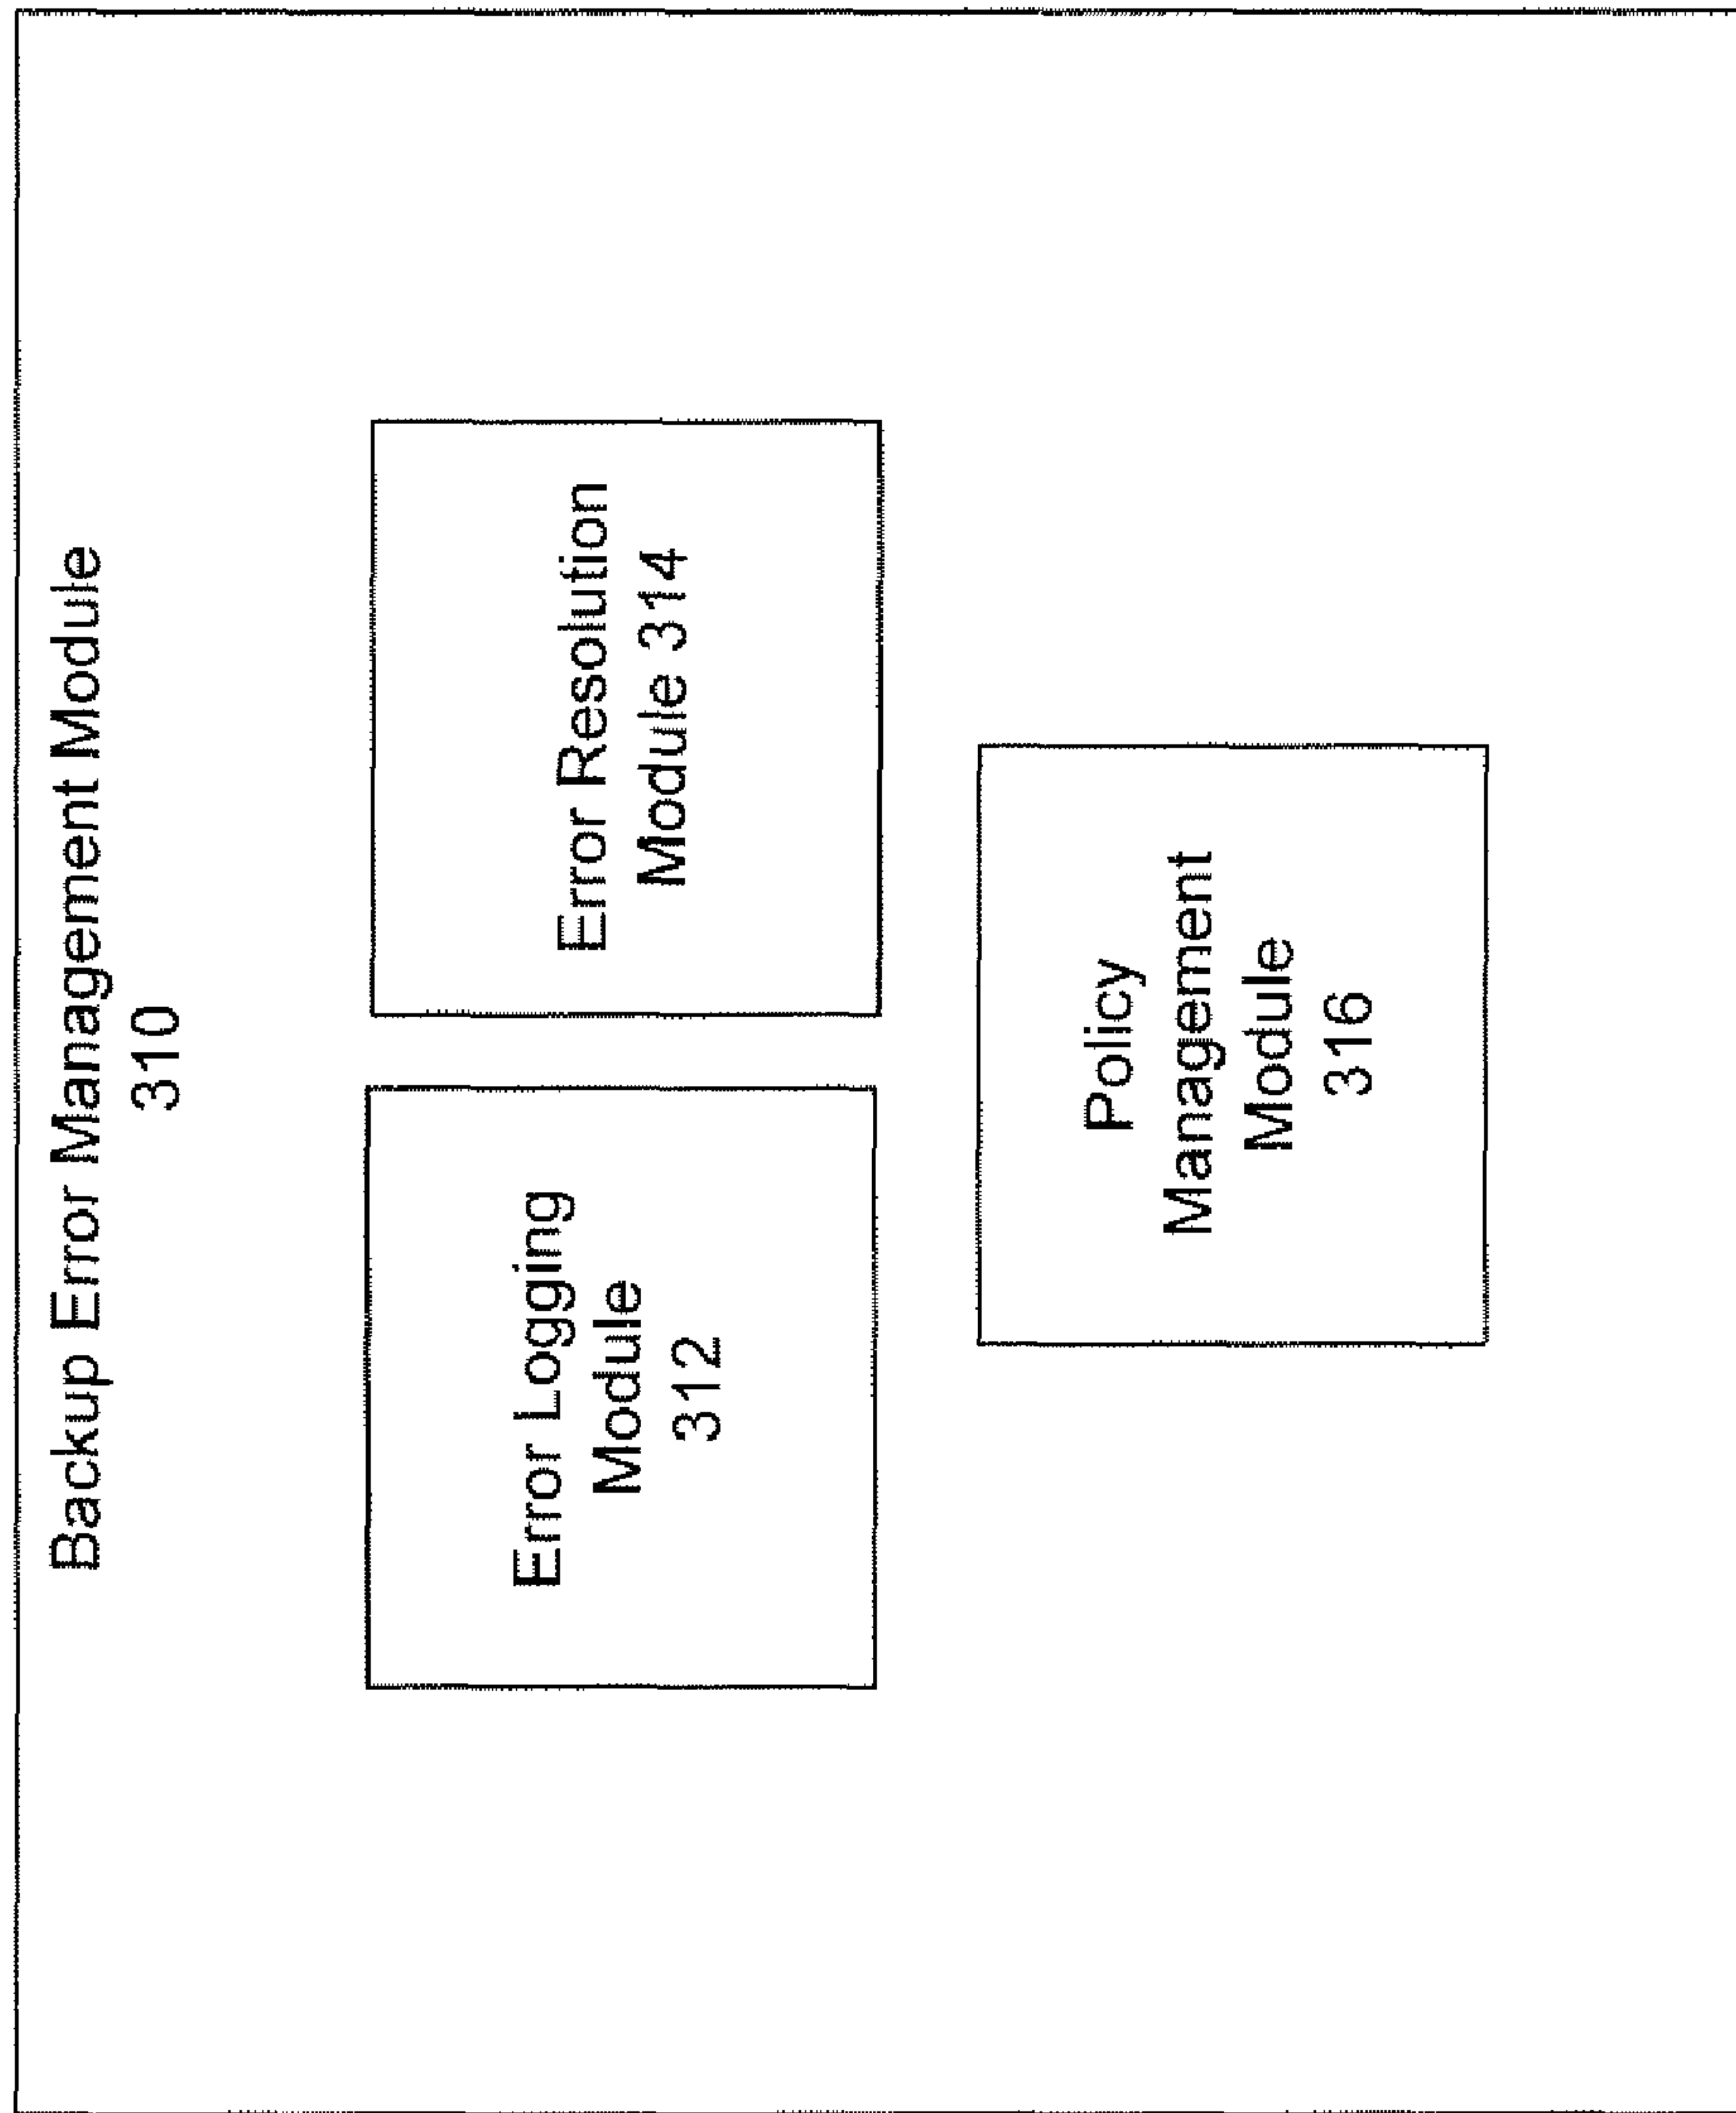 Backup Error Management Module
310
Error Logging
Module
312
Error Resolution
Module 314
Policy
Management
Module
316